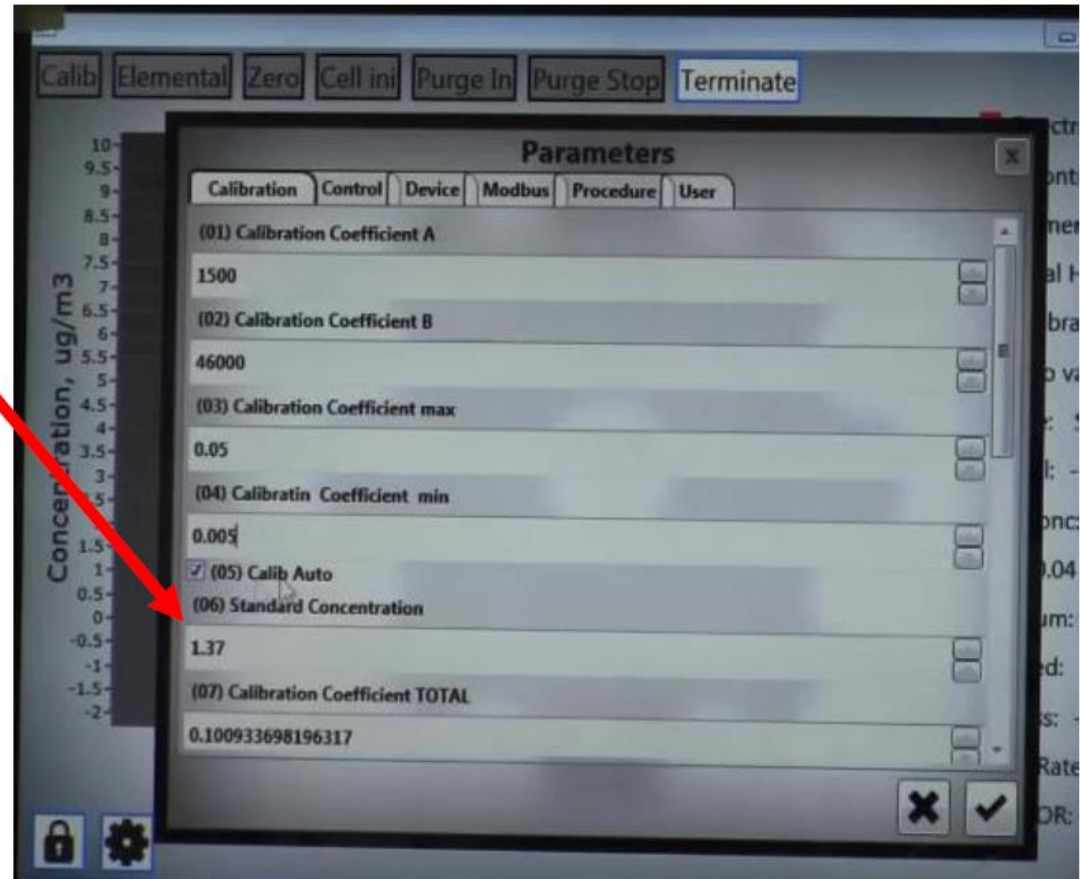 Calib Elemental Zero Cell ini Purge In Purge Stop Terminate
Parameters
x
Calibration Control Device Modbus Procedure User
(01) Calibration Coefficient A
1500
(02) Calibration Coefficient B
46000
(03) Calibration Coefficient max
0.05
(04) Calibratin Coefficient min
0.005
(05) Calib Auto
(06) Standard Concentration
1.37
(07) Calibration Coefficient TOTAL
0.100933698196317
Concentration, ug/m3
10
9.5
9
8.5
8
7.5
7
6.5
6
5.5
5
4.5
4
3.5
3
1.5
1
0.5
0
-0.5
-1
-1.5
-2
Rate